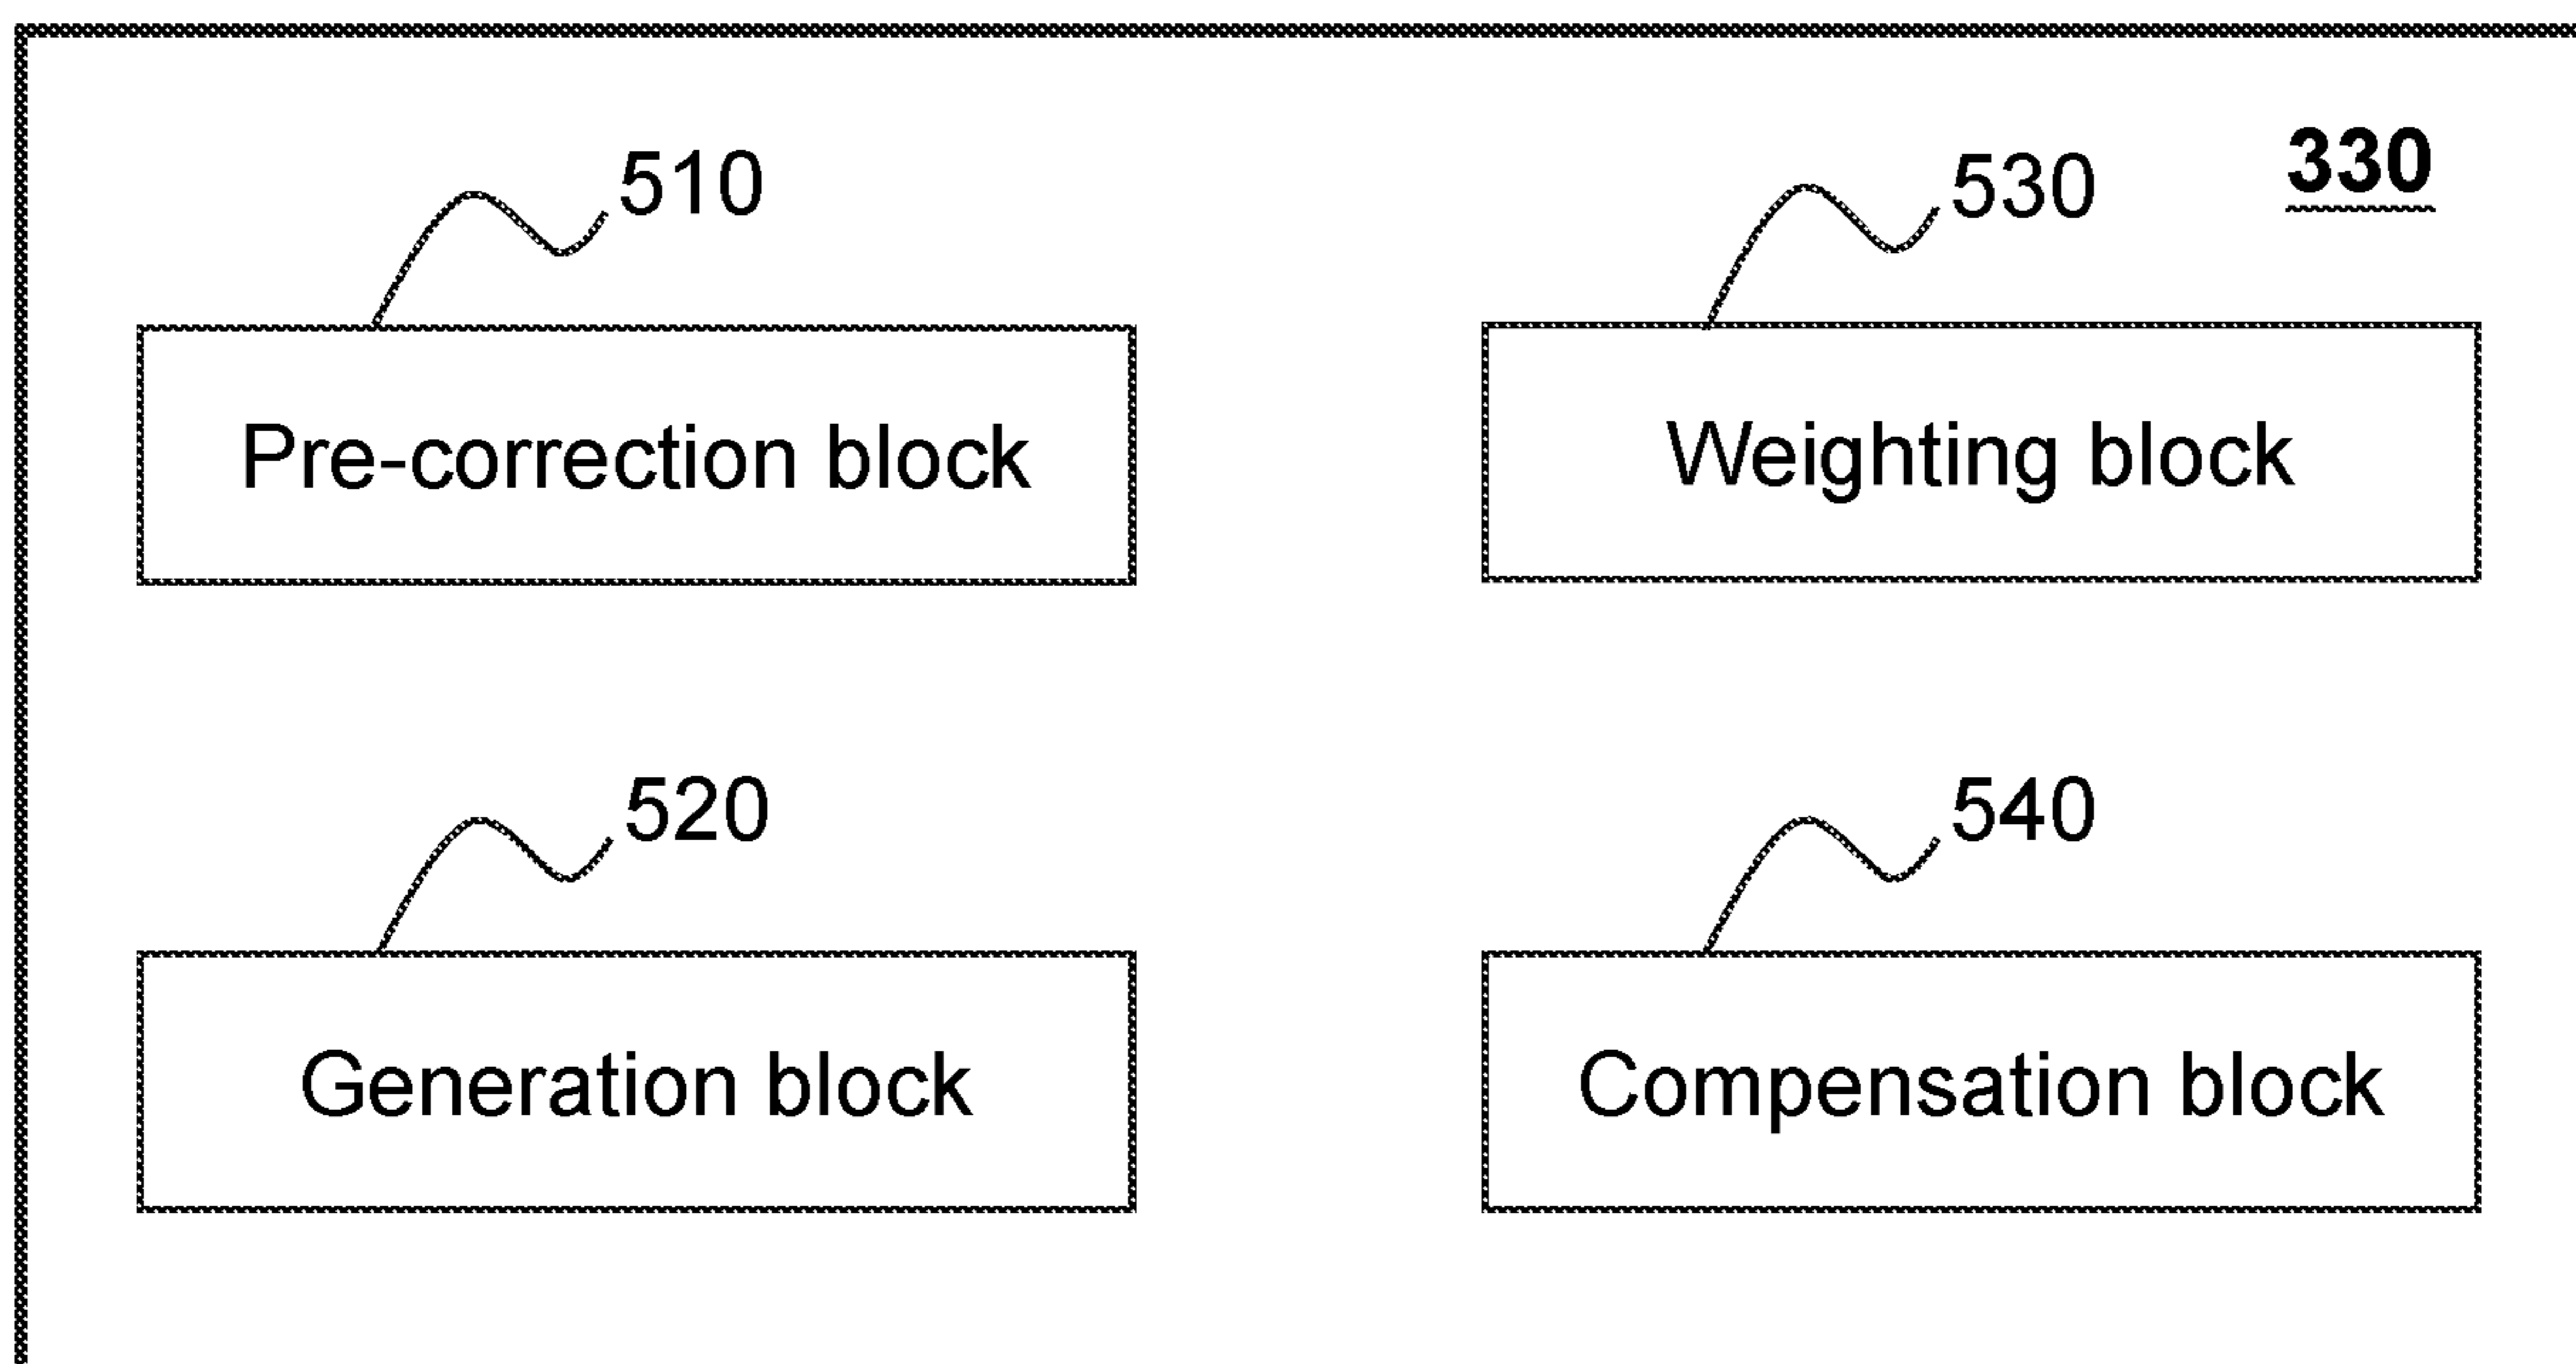 330
510
Pre-correction block
530
Weighting block
520
Generation block
540
Compensation block